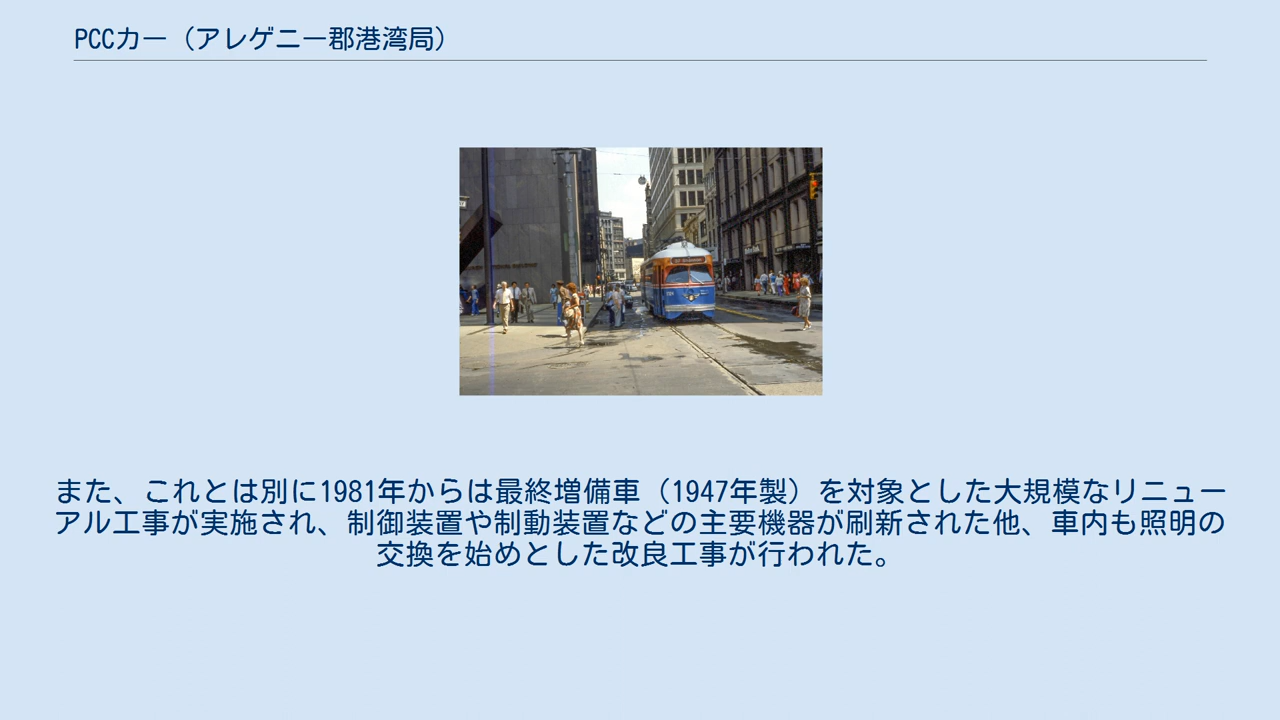 PCCカー（アレゲニー郡港湾局）
また、これとは別に1981年からは最終増備車（1947年製）を対象とした大規模なリニュー
アル工事が実施され、制御装置や制動装置などの主要機器が刷新された他、車内も照明の
交換を始めとした改良工事が行われた。